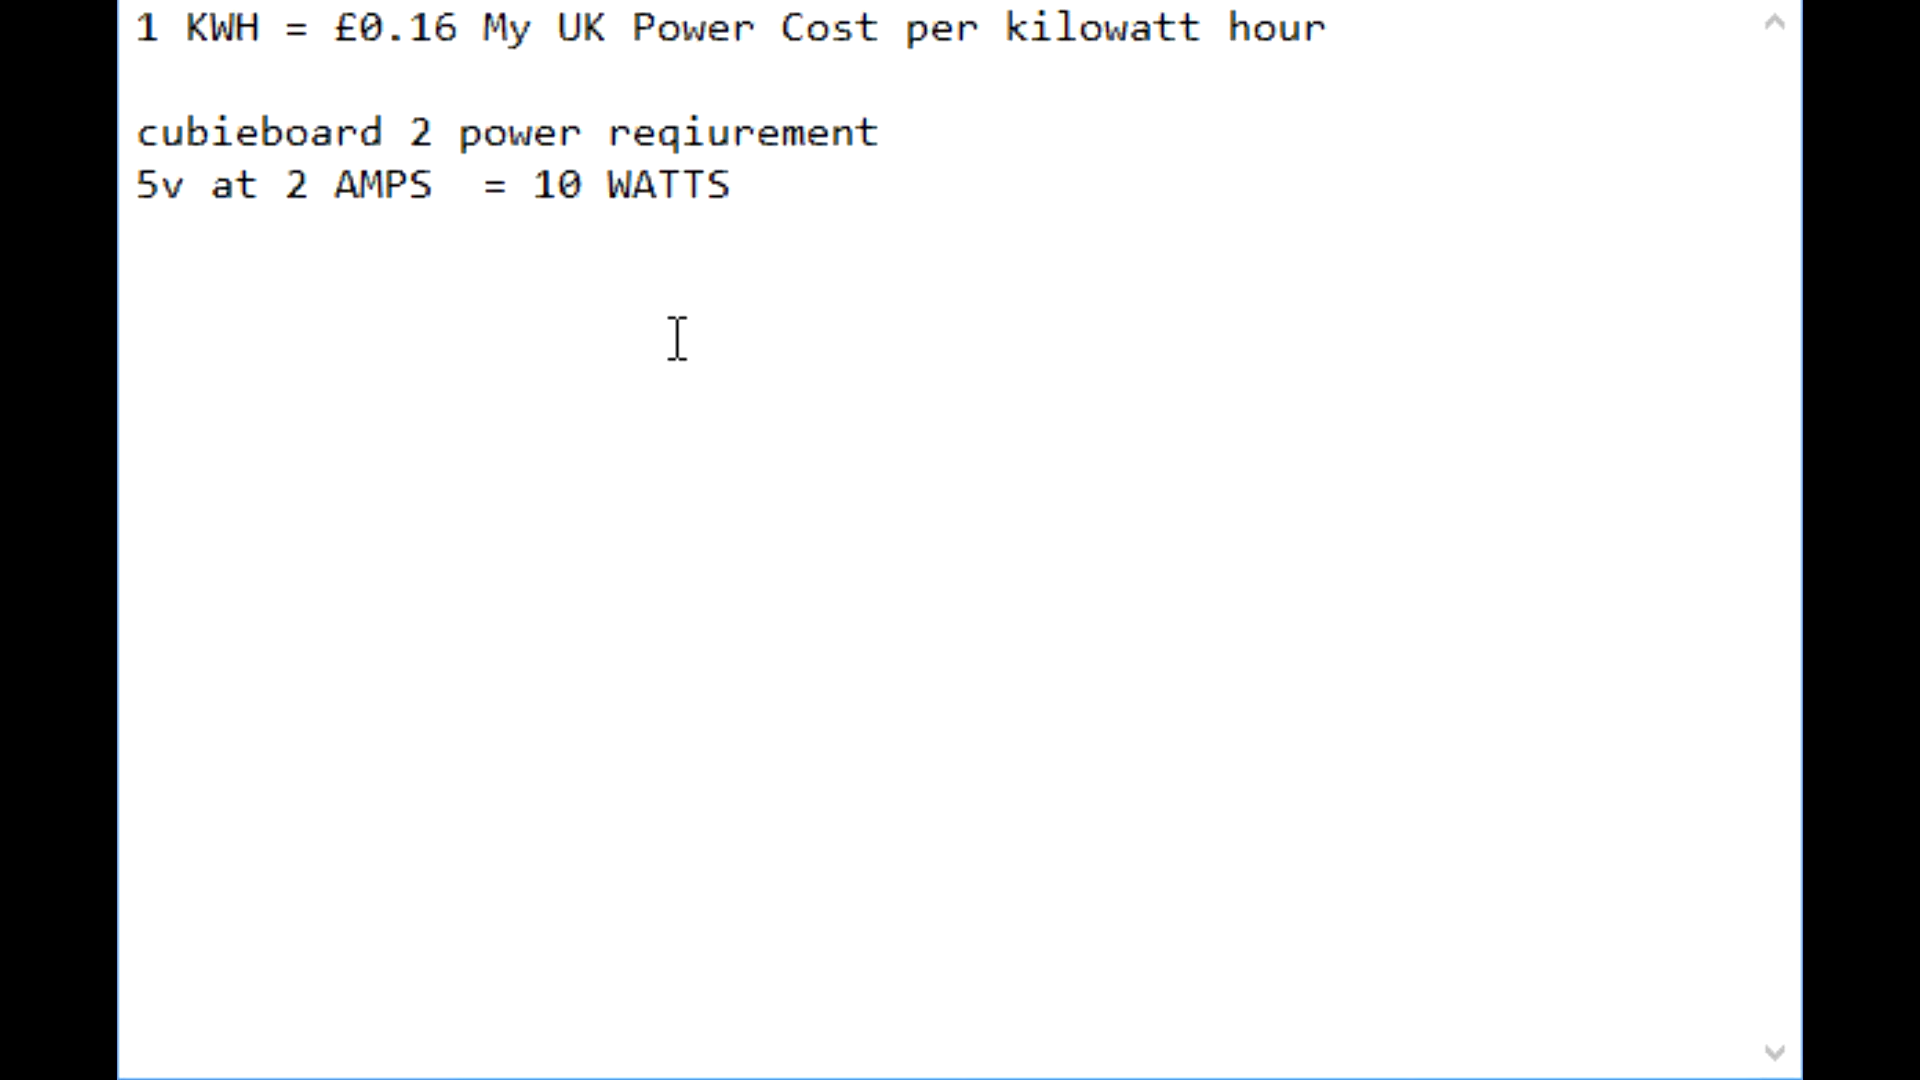 1 KWH = £0.16 My UK Power Cost per kilowatt hour
cubieboard 2 power reqiurement
5v at 2 AMPS  = 10 WATTS